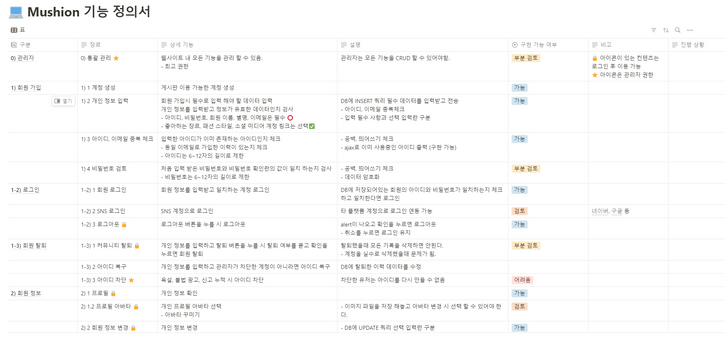 Mushion 기능 정의서
표
구분 장르 상세 기능 설명 구현 가능 여부 비고 진행 상황
0) 관리자 0) 통괄 관리 ⭐ 웹사이트 내 모든 기능을 관리 할 수 있음. 관리자는 모든 기능을 CRUD 할 수 있어야함. 부분 검토 🔒 아이콘이 있는 컨텐츠는
- 최고 권한 로그인 후 이용 가능
⭐ 아이콘은 관리자 권한
1) 회원 가입 1) 1 계정 생성 게시판 이용 가능한 계정 생성 가능
열기 1) 2 개인 정보 입력 회원 가입시 필수로 입력 해야 할 데이터 입력 DB에 INSERT 쿼리 필수 데이터를 입력받고 전송 가능
개인 정보를 입력받고 정보가 유효한 데이터인지 검사 - 아이디, 이메일 중복체크
- 아이디, 비밀번호, 회원 이름, 별명, 이메일은 필수 ⭕ - 입력 필수 사항과 선택 입력란 구분
- 좋아하는 장르, 패션 스타일, 소셜 미디어 계정 링크는 선택 ✅
1) 3 아이디, 이메일 중복 체크 입력한 아이디가 이미 존재하는 아이디인지 체크 - 공백, 띄어쓰기 체크 가능
- 동일 이메일로 가입한 이력이 있는지 체크 - ajax로 이미 사용중인 아이디 출력 (구현 가능)
- 아이디는 6~12자의 길이로 제한
1) 4 비밀번호 검토 처음 입력 받은 비밀번호와 비밀번호 확인란의 값이 일치 하는지 검사 - 공백, 띄어쓰기 체크 부분 검토
- 비밀번호는 6~12자의 길이로 제한 - 데이터 암호화
1-2) 로그인 1-2) 1 회원 로그인 회원 정보를 입력받고 일치하는 계정 로그인 DB에 저장되어있는 회원의 아이디와 비밀번호가 일치하는지 체크 가능
하고 일치한다면 로그인
1-2) 2 SNS 로그인 SNS 계정으로 로그인 타 플랫폼 계정으로 로그인 연동 가능 검토 네이버, 구글 등
1-2) 3 로그아웃 🔒 로그아웃 버튼을 누를 시 로그아웃 alert이 나오고 확인을 누르면 로그아웃 가능
- 취소를 누르면 로그인 유지
1-3) 회원 탈퇴 1-3) 1 커뮤니티 탈퇴 🔒 개인 정보를 입력하고 탈퇴 버튼을 누를 시 탈퇴 여부를 묻고 확인을 탈퇴했을때 모든 기록을 삭제하면 안된다. 부분 검토
누르면 회원 탈퇴 - 계정을 실수로 삭제했을때 문제가 됨.
1-3) 2 아이디 복구 개인 정보를 입력하고 관리자가 차단한 계정이 아니라면 아이디 복구 DB에 탈퇴한 이력 데이터를 수정
1-3) 3 아이디 차단 ⭐ 욕설, 불법 광고, 신고 누적 시 아이디 차단 차단한 유저는 아이디를 다시 만들 수 없음 어려움
2) 회원 정보 2) 1 프로필 🔒 개인 정보 확인 가능
2) 1.2 프로필 아바타 🔒 개인 프로필 아바타 선택 - 이미지 파일을 저장 해놓고 아바타 변경 시 선택 할 수 있어야 한 검토
- 아바타 꾸미기 다.
2) 2 회원 정보 변경 🔒 개인 정보 변경 - DB에 UPDATE 쿼리 선택 입력란 구분 가능